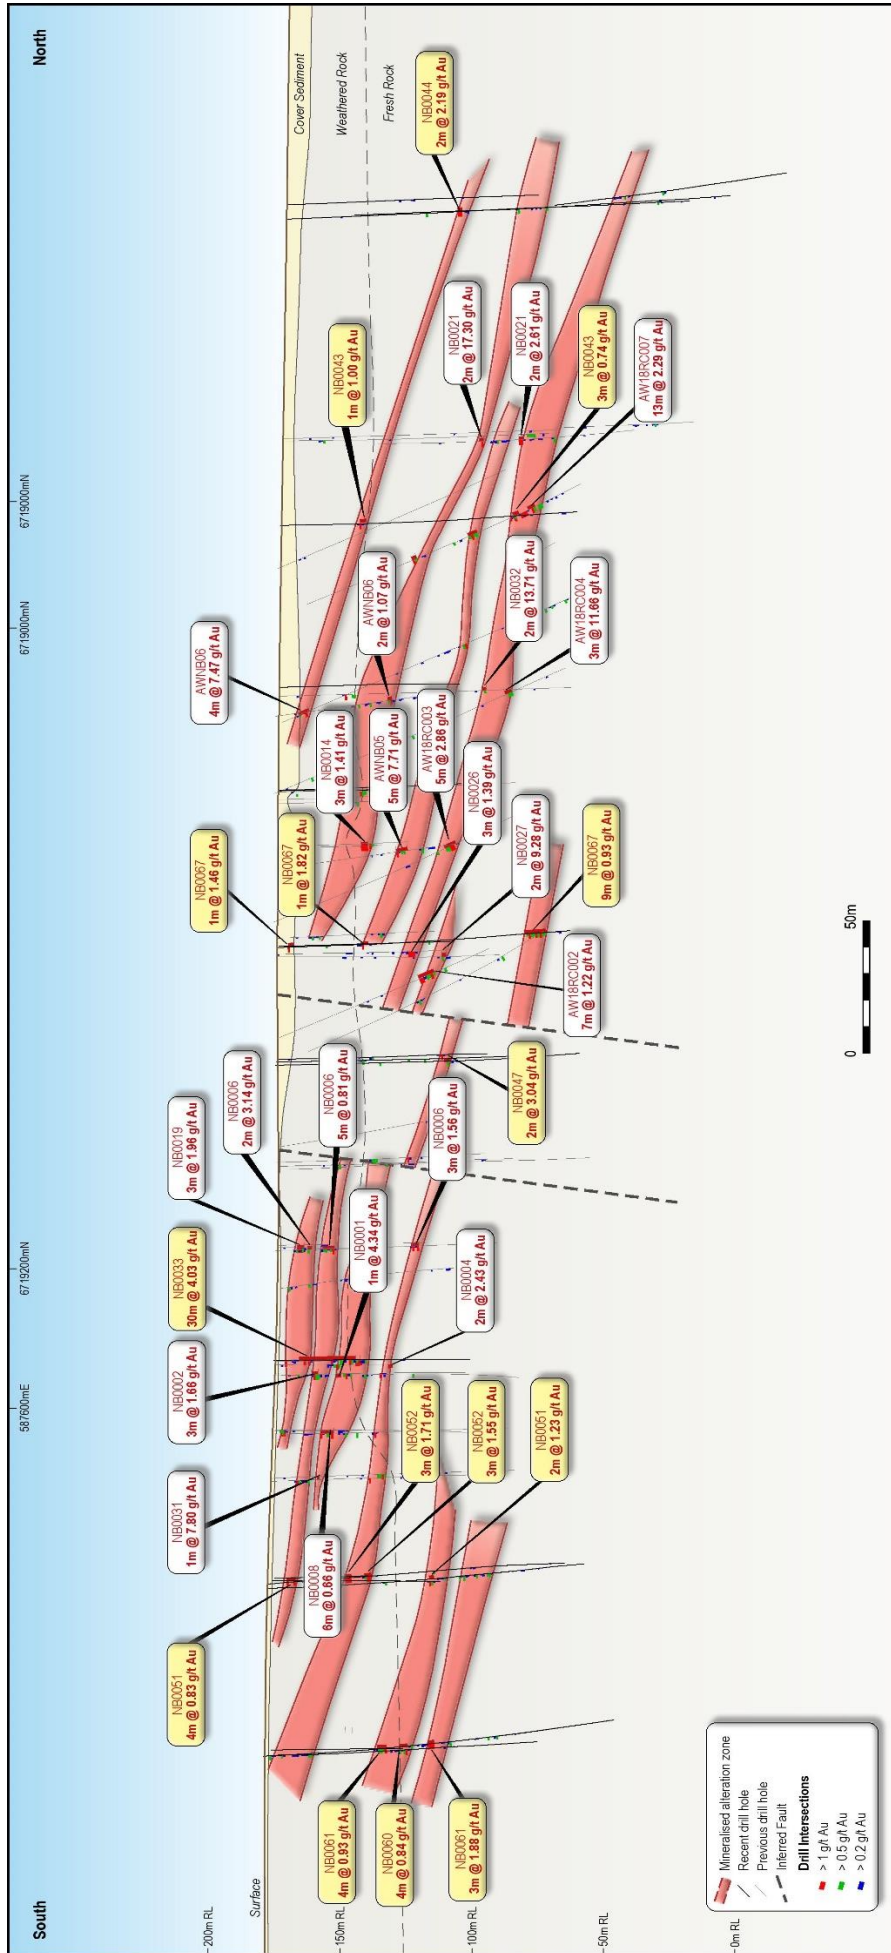 South
North
587600mE
6719200mN
6719000mN
6719000mN
200m RL
150m RL
100m RL
50m RL
0m RL
Surface
Cover Sediment
Weathered Rock
Fresh Rock
NB0051
4m @ 0.83 g/t Au
NB0031
1m @ 7.80 g/t Au
NB0002
3m @ 1.66 g/t Au
NB0033
30m @ 4.03 g/t Au
NB0019
3m @ 1.96 g/t Au
NB0006
2m @ 3.14 g/t Au
NB0006
5m @ 0.81 g/t Au
NB0067
1m @ 1.46 g/t Au
NB0067
1m @ 1.82 g/t Au
AWNB06
4m @ 7.47 g/t Au
NB0014
3m @ 1.41 g/t Au
AWNB06
2m @ 1.07 g/t Au
AWNB05
5m @ 7.71 g/t Au
AW18RC003
5m @ 2.86 g/t Au
NB0043
1m @ 1.00 g/t Au
NB0044
2m @ 2.19 g/t Au
NB0021
2m @ 17.30 g/t Au
NB0021
2m @ 2.61 g/t Au
NB0043
3m @ 0.74 g/t Au
AW18RC007
13m @ 2.29 g/t Au
NB0032
2m @ 13.71 g/t Au
AW18RC004
3m @ 11.66 g/t Au
NB0026
3m @ 1.39 g/t Au
NB0027
2m @ 9.28 g/t Au
NB0067
9m @ 0.93 g/t Au
AW18RC002
7m @ 1.22 g/t Au
NB0047
2m @ 3.04 g/t Au
NB0006
3m @ 1.56 g/t Au
NB0001
1m @ 4.34 g/t Au
NB0004
2m @ 2.43 g/t Au
NB0008
6m @ 0.66 g/t Au
NB0052
3m @ 1.71 g/t Au
NB0052
3m @ 1.55 g/t Au
NB0051
2m @ 1.23 g/t Au
NB0061
4m @ 0.93 g/t Au
NB0060
4m @ 0.84 g/t Au
NB0061
3m @ 1.88 g/t Au
Mineralised alteration zone
Recent drill hole
Previous drill hole
Inferred Fault
Drill Intersections
> 1 g/t Au
> 0.5 g/t Au
> 0.2 g/t Au
0
50m